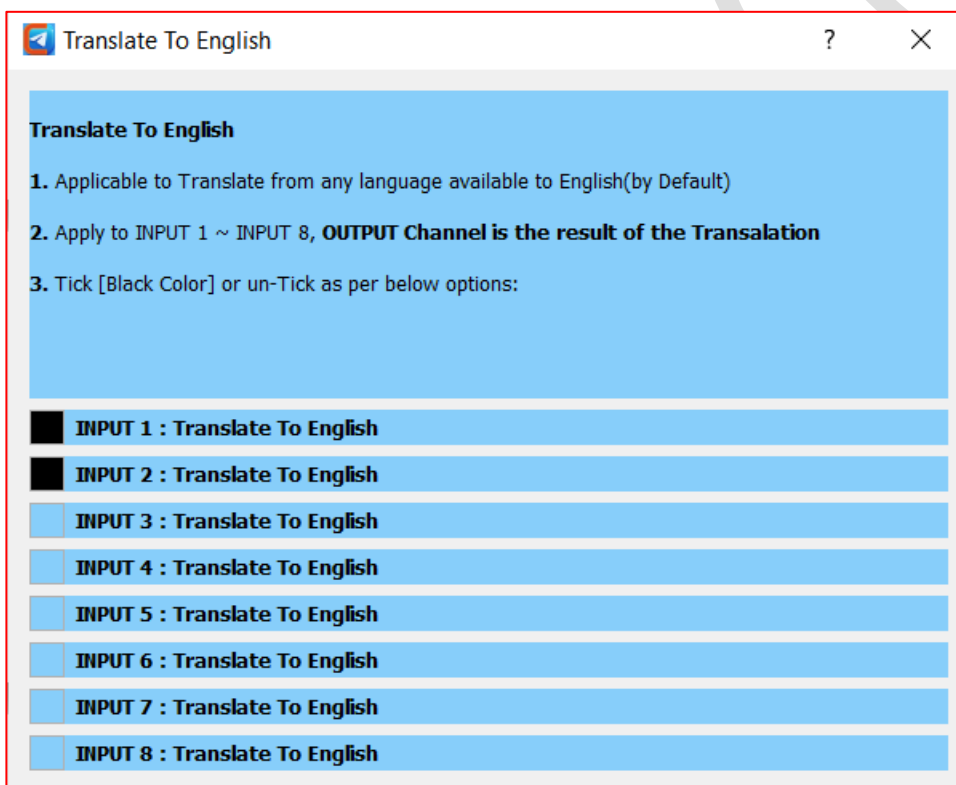 Translate To English
?
Translate To English
1. Applicable to Translate from any language available to English(by Default)
2. Apply to INPUT 1 ~ INPUT 8, OUTPUT Channel is the result of the Transalation
3. Tick [Black Color] or un-Tick as per below options:
INPUT 1 : Translate To English
INPUT 2 : Translate To English
INPUT 3 : Translate To English
INPUT 4 : Translate To English
INPUT 5 : Translate To English
INPUT 6 : Translate To English
INPUT 7 : Translate To English
INPUT 8 : Translate To English